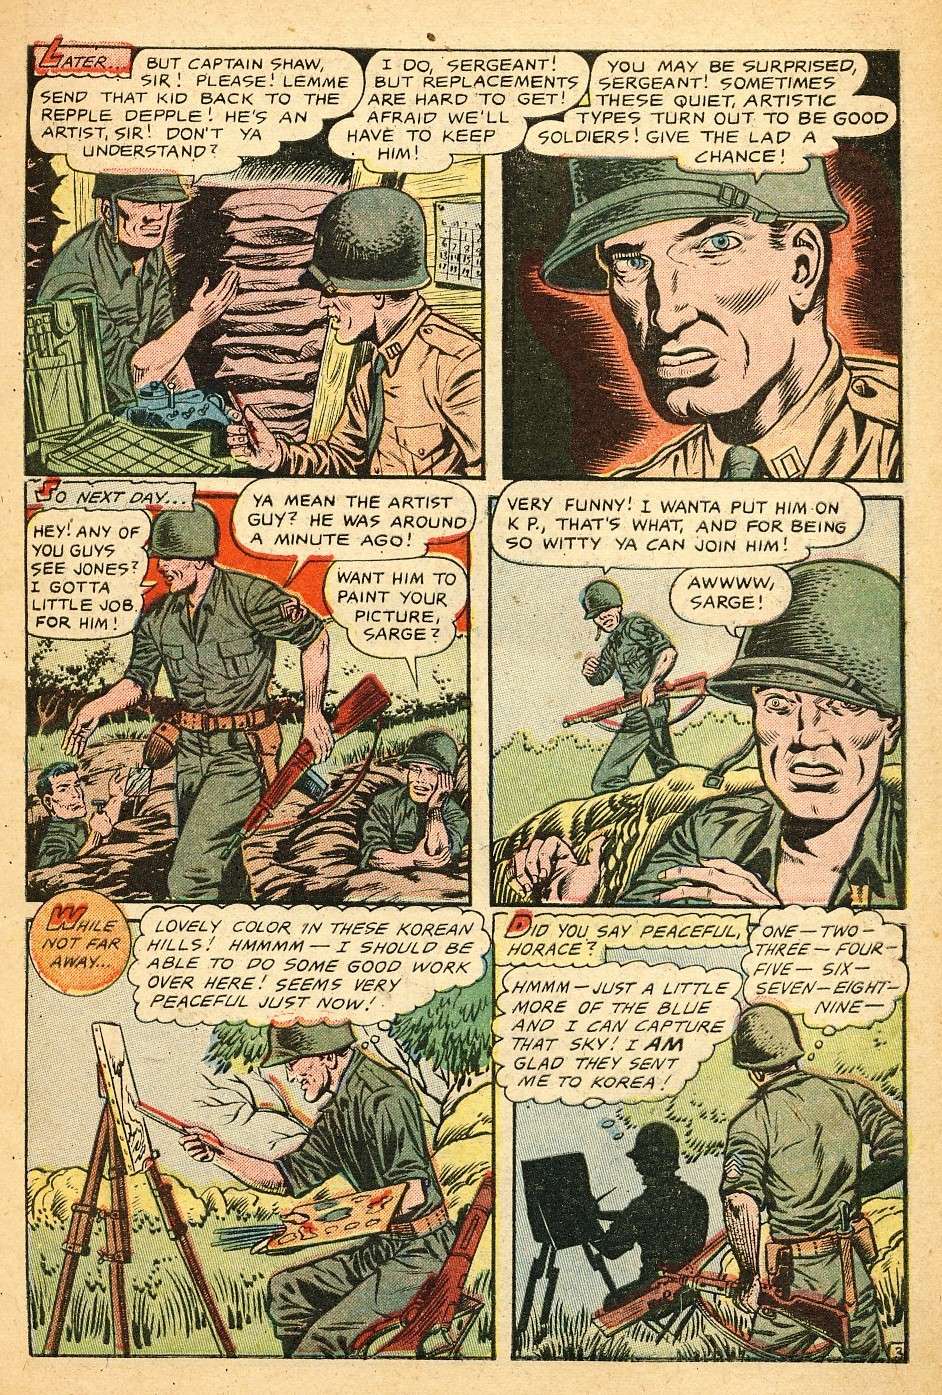 LATER...
BUT CAPTAIN SHAW,
SIR! PLEASE! LEMME
SEND THAT KID BACK TO THE
REPPLE DEPPLE! HE'S AN
ARTIST, SIR! DON'T YA
UNDERSTAND?
I DO, SERGEANT!
BUT REPLACEMENTS
ARE HARD TO GET!
AFRAID WE'LL
HAVE TO KEEP
HIM!
YOU MAY BE SURPRISED,
SERGEANT! SOMETIMES
THESE QUIET, ARTISTIC
TYPES TURN OUT TO BE GOOD
SOLDIERS! GIVE THE LAD A
CHANCE!
SO NEXT DAY...
HEY! ANY OF
YOU GUYS
SEE JONES?
I GOTTA
LITTLE JOB
FOR HIM!
YA MEAN THE ARTIST
GUY? HE WAS AROUND
A MINUTE AGO!
WANT HIM TO
PAINT YOUR
PICTURE,
SARGE?
VERY FUNNY! I WANTA PUT HIM ON
K P., THAT'S WHAT, AND FOR BEING
SO WITTY YA CAN JOIN HIM!
AWWWW,
SARGE!
WHILE
NOT FAR
AWAY...
LOVELY COLOR IN THESE KOREAN
HILLS! HMMMM— I SHOULD BE
ABLE TO DO SOME GOOD WORK
OVER HERE! SEEMS VERY
PEACEFUL JUST NOW!
DID YOU SAY PEACEFUL,
HORACE?
HMMM—JUST A LITTLE
MORE OF THE BLUE
AND I CAN CAPTURE
THAT SKY! I AM
GLAD THEY SENT
ME TO KOREA!
ONE—TWO—
THREE—FOUR—
FIVE—SIX—
SEVEN—EIGHT—
NINE—
3